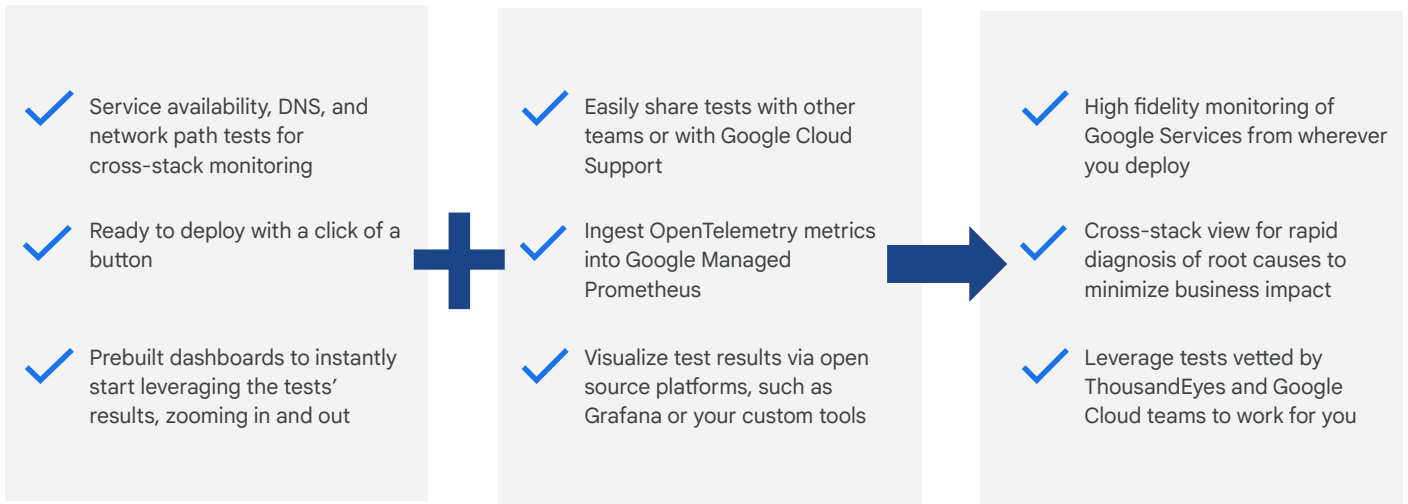 Service availability, DNS, and
network path tests for
cross-stack monitoring
Ready to deploy with a click of a
button
Prebuilt dashboards to instantly
start leveraging the tests’
results, zooming in and out
Easily share tests with other
teams or with Google Cloud
Support
Ingest OpenTelemetry metrics
into Google Managed
Prometheus
Visualize test results via open
source platforms, such as
Grafana or your custom tools
High fidelity monitoring of
Google Services from wherever
you deploy
Cross-stack view for rapid
diagnosis of root causes to
minimize business impact
Leverage tests vetted by
ThousandEyes and Google
Cloud teams to work for you